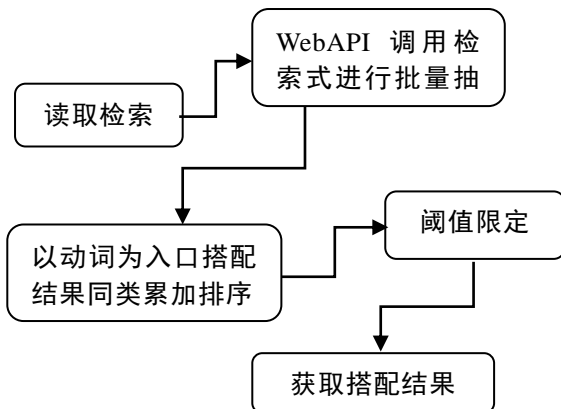 WebAPI 调用检
索式进行批量抽
读取检索
阈值限定
以动词为入口搭配
结果同类累加排序
获取搭配结果